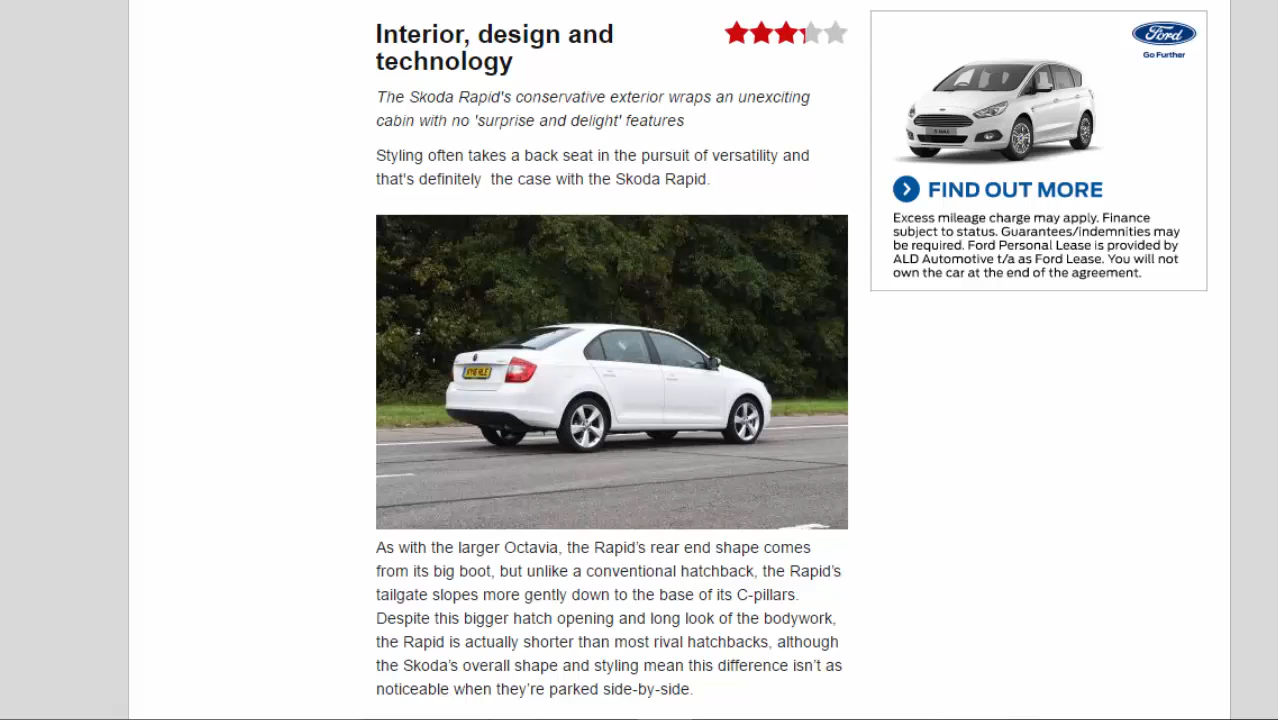 Interior, design and
technology
The Skoda Rapid's conservative exterior wraps an unexciting
cabin with no 'surprise and delight' features
Styling often takes a back seat in the pursuit of versatility and
that's definitely  the case with the Skoda Rapid.
As with the larger Octavia, the Rapid’s rear end shape comes
from its big boot, but unlike a conventional hatchback, the Rapid’s
tailgate slopes more gently down to the base of its C-pillars.
Despite this bigger hatch opening and long look of the bodywork,
the Rapid is actually shorter than most rival hatchbacks, although
the Skoda’s overall shape and styling mean this difference isn’t as
noticeable when they’re parked side-by-side.
Ford
Go Further
FIND OUT MORE
Excess mileage charge may apply. Finance
subject to status. Guarantees/indemnities may
be required. Ford Personal Lease is provided by
ALD Automotive t/a as Ford Lease. You will not
own the car at the end of the agreement.